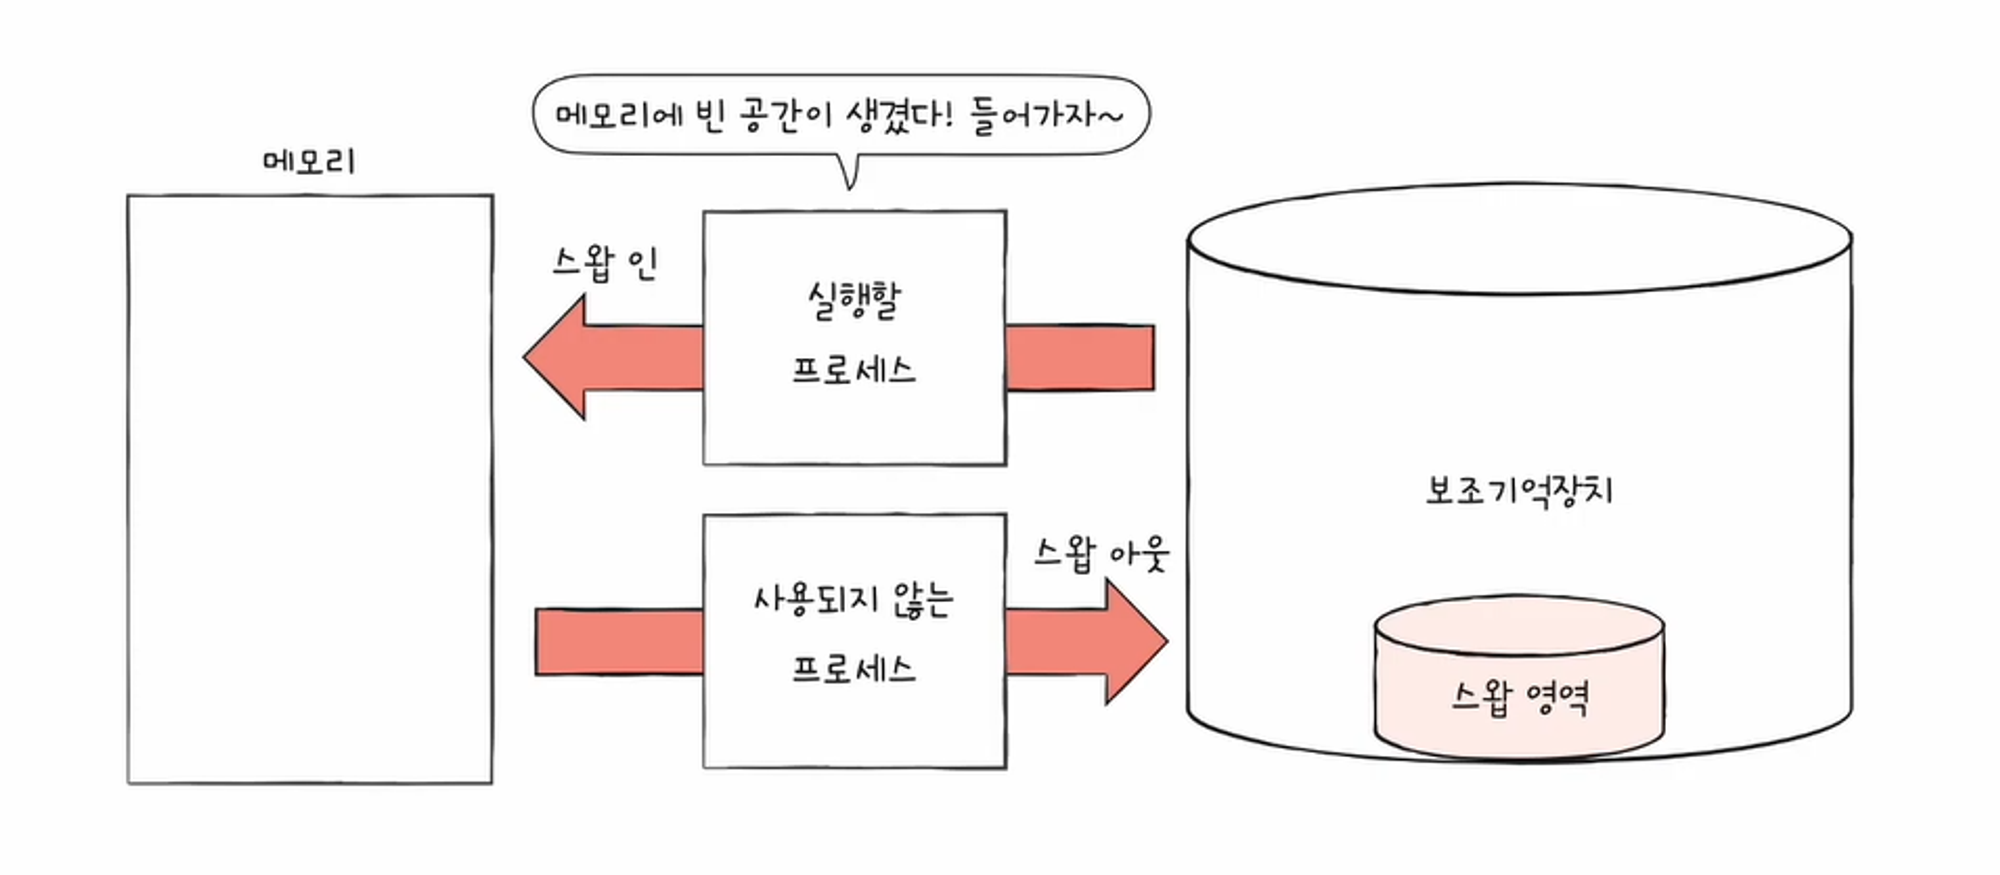 메모리에 빈 공간이 생겼다! 들어가자~
메모리
스왑 인
실행할
프로세스
보조기억장치
스왑 아웃
사용되지 않는
프로세스
스왑 영역